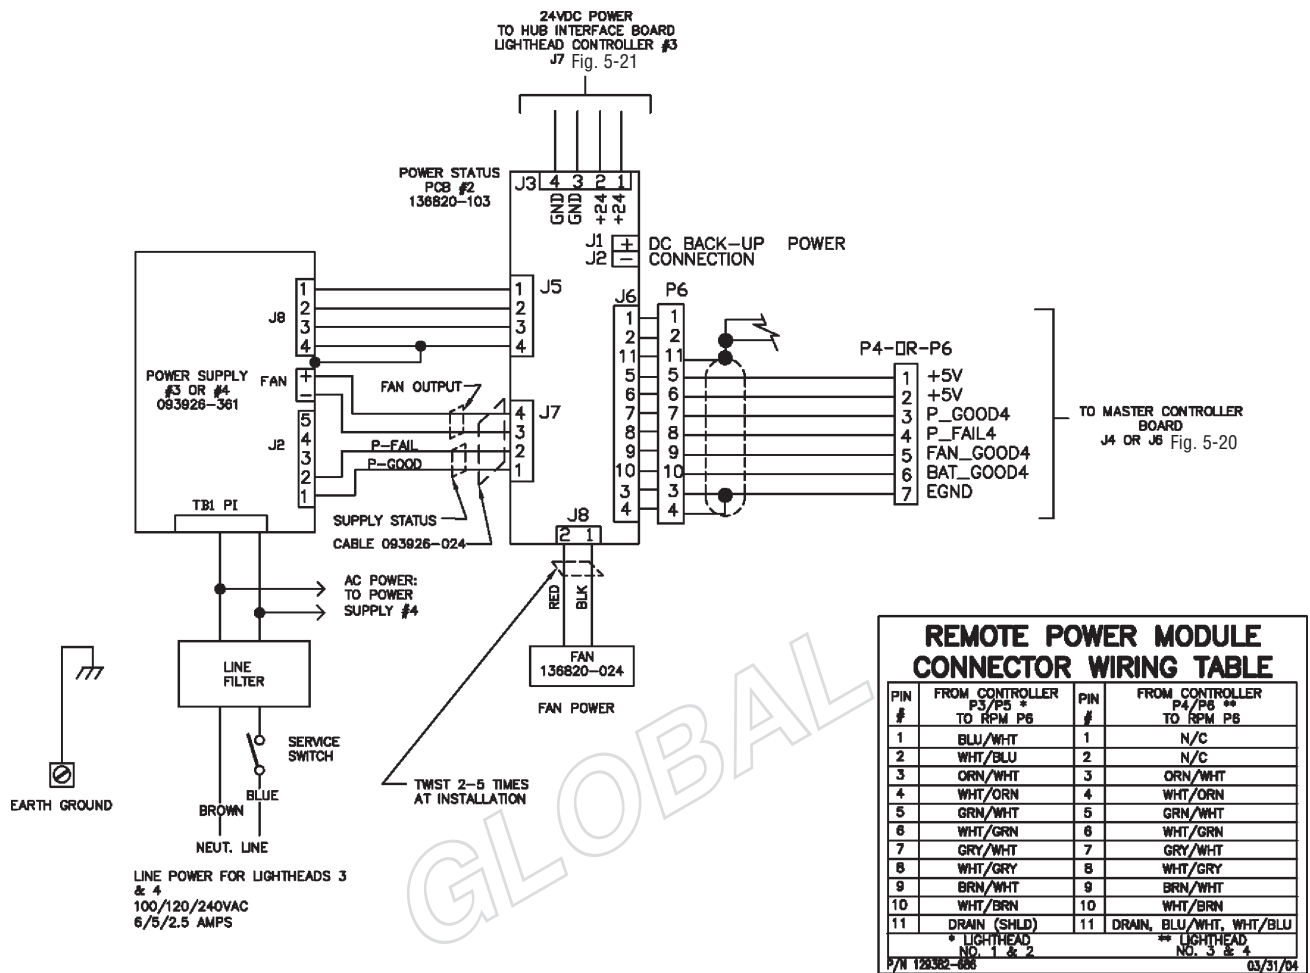 24VDC POWER
TO HUB INTERFACE BOARD
LIGHTHEAD CONTROLLER #3
J7 Fig. 5-21
POWER STATUS
PCB #2
136820-103
J3 4 3 2 1
GND GND +24 +24
J1 + DC BACK-UP POWER
J2 - CONNECTION
J8
1
2
3
4
1
2
3
4
J5
POWER SUPPLY
#3 OR #4
093926-361
FAN
+
-
J2
5
4
3
2
1
TB1 PI
FAN OUTPUT
P-FAIL
P-GOOD
4
3
2
1
J7
SUPPLY STATUS
CABLE 093926-024
J6 P6
1 1
2 2
11 11
5 5
6 6
7 7
8 8
9 9
10 10
3 3
4 4
P4-OR-P6
1 +5V
2 +5V
3 P_GOOD4
4 P_FAIL4
5 FAN_GOOD4
6 BAT_GOOD4
7 EGND
TO MASTER CONTROLLER
BOARD
J4 OR J6 Fig. 5-20
J8
2 1
RED BLK
FAN
136820-024
FAN POWER
TWIST 2-5 TIMES
AT INSTALLATION
AC POWER:
TO POWER
SUPPLY #4
LINE
FILTER
SERVICE
SWITCH
BLUE
BROWN
NEUT. LINE
EARTH GROUND
LINE POWER FOR LIGHTHEADS 3
& 4
100/120/240VAC
6/5/2.5 AMPS
GLOBAL
REMOTE POWER MODULE
CONNECTOR WIRING TABLE
PIN # FROM CONTROLLER P3/P5 * TO RPM P6 PIN # FROM CONTROLLER P4/P6 ** TO RPM P6
1 BLU/WHT 1 N/C
2 WHT/BLU 2 N/C
3 ORN/WHT 3 ORN/WHT
4 WHT/ORN 4 WHT/ORN
5 GRN/WHT 5 GRN/WHT
6 WHT/GRN 6 WHT/GRN
7 GRY/WHT 7 GRY/WHT
8 WHT/GRY 8 WHT/GRY
9 BRN/WHT 9 BRN/WHT
10 WHT/BRN 10 WHT/BRN
11 DRAIN (SHLD) 11 DRAIN, BLU/WHT, WHT/BLU
* LIGHTHEAD NO. 1 & 2 ** LIGHTHEAD NO. 3 & 4
P/N 129382-686 03/31/04